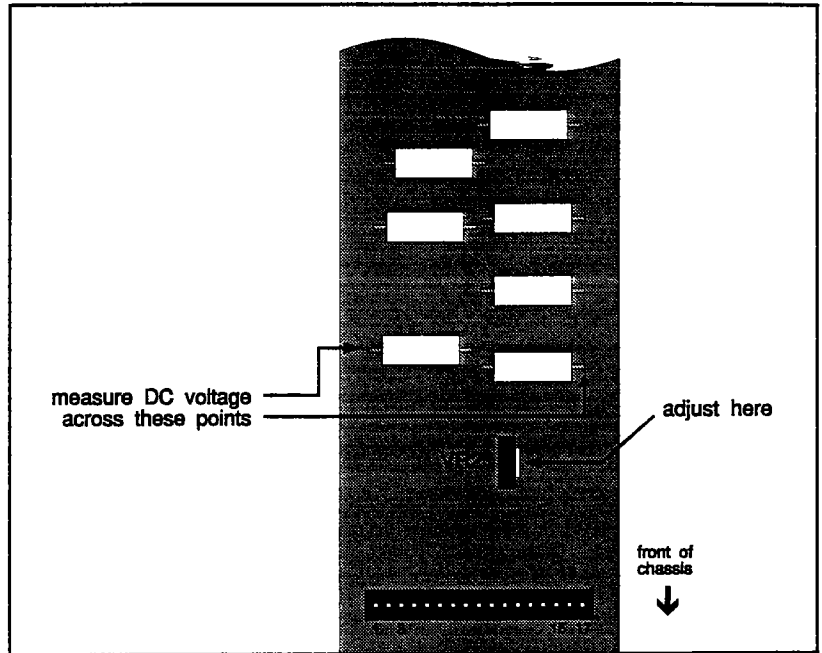 measure DC voltage
across these points
adjust here
front of
chassis